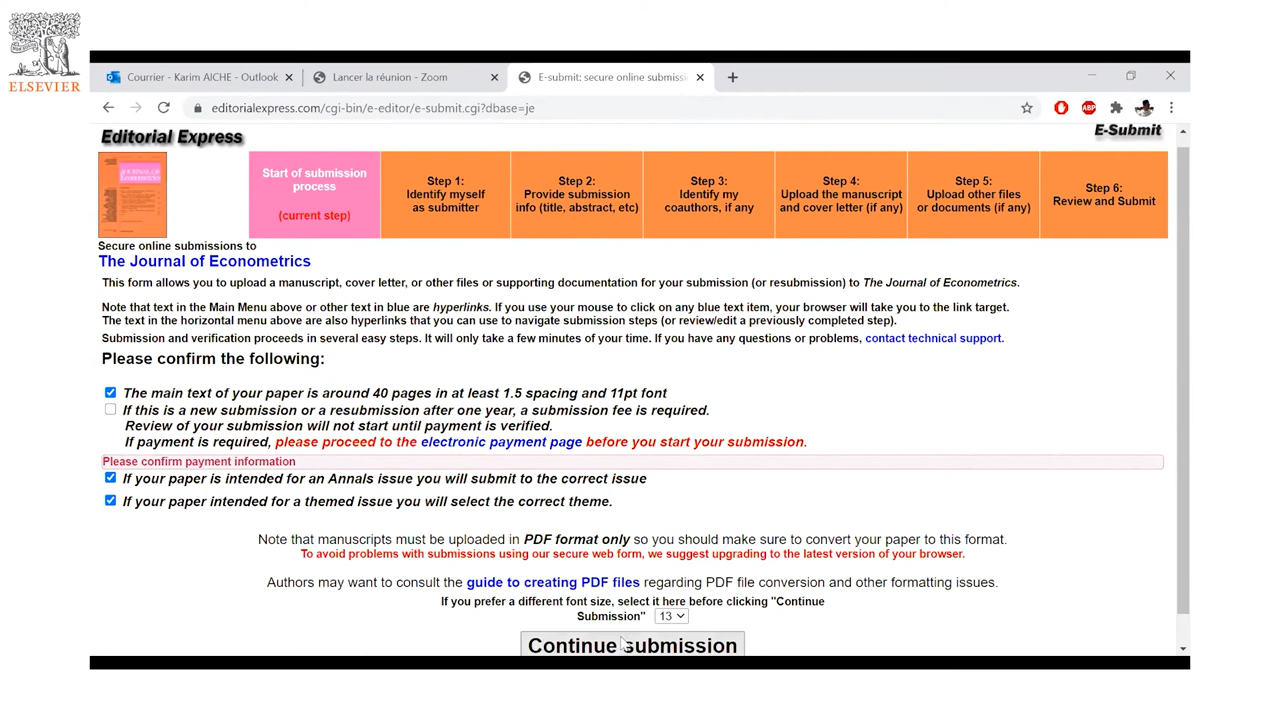 ELSEVIER
Courrier - Karim AICHE - Outlook
Lancer la réunion - Zoom
E-submit: secure online submissi
editorialexpress.com/cgi-bin/e-editor/e-submit.cgi?dbase=je
ABP
Editorial Express
E-Submit
Start of submission
process
(current step)
Step 1:
Identify myself
as submitter
Step 2:
Provide submission
info (title, abstract, etc)
Step 3:
Identify my
coauthors, if any
Step 4:
Upload the manuscript
and cover letter (if any)
Step 5:
Upload other files
or documents (if any)
Step 6:
Review and Submit
Secure online submissions to
The Journal of Econometrics
This form allows you to upload a manuscript, cover letter, or other files or supporting documentation for your submission (or resubmission) to The Journal of Econometrics.
Note that text in the Main Menu above or other text in blue are hyperlinks. If you use your mouse to click on any blue text item, your browser will take you to the link target.
The text in the horizontal menu above are also hyperlinks that you can use to navigate submission steps (or review/edit a previously completed step).
Submission and verification proceeds in several easy steps. It will only take a few minutes of your time. If you have any questions or problems, contact technical support.
Please confirm the following:
The main text of your paper is around 40 pages in at least 1.5 spacing and 11pt font
If this is a new submission or a resubmission after one year, a submission fee is required.
Review of your submission will not start until payment is verified.
If payment is required, please proceed to the electronic payment page before you start your submission.
Please confirm payment information
If your paper is intended for an Annals issue you will submit to the correct issue
If your paper intended for a themed issue you will select the correct theme.
Note that manuscripts must be uploaded in PDF format only so you should make sure to convert your paper to this format.
To avoid problems with submissions using our secure web form, we suggest upgrading to the latest version of your browser.
Authors may want to consult the guide to creating PDF files regarding PDF file conversion and other formatting issues.
If you prefer a different font size, select it here before clicking "Continue
Submission" 13
Continue submission